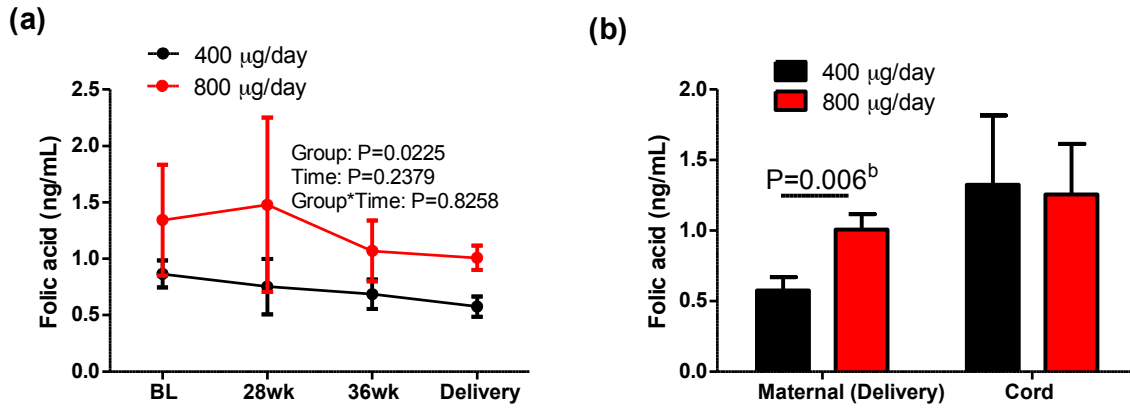 (a)
400 μg/day
800 μg/day
Folic acid (ng/mL)
2.5
2.0
1.5
1.0
0.5
0.0
Group: P=0.0225
Time: P=0.2379
Group*Time: P=0.8258
BL 28wk 36wk Delivery
(b)
400 μg/day
800 μg/day
Folic acid (ng/mL)
2.0
1.5
1.0
0.5
0.0
P=0.006ᵇ
Maternal (Delivery) Cord